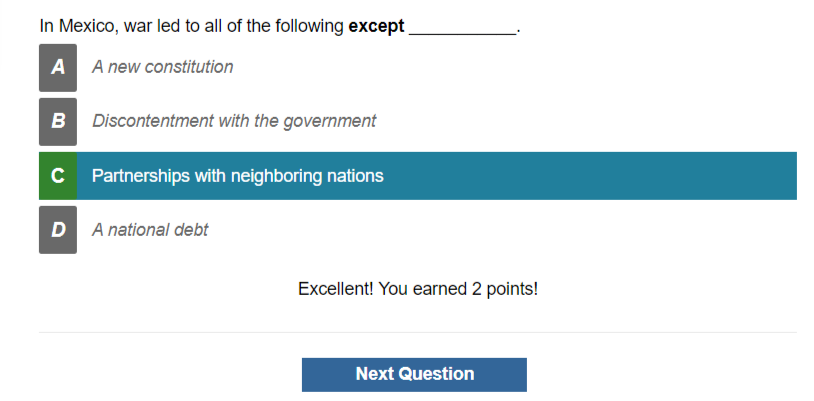 In Mexico, war led to all of the following except ____________.
A A new constitution
B Discontentment with the government
C Partnerships with neighboring nations
D A national debt
Excellent! You earned 2 points!
Next Question